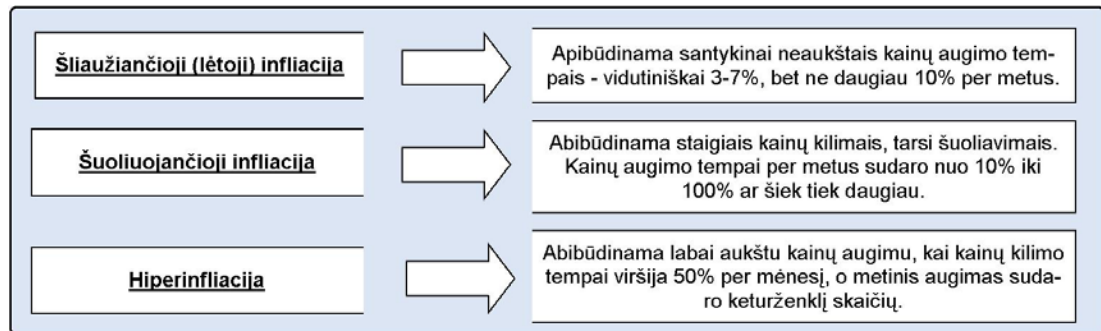 Šliaužiančioji (lėtoji) infliacija
Apibūdinama santykinai neaukštais kainų augimo tem-
pais - vidutiniškai 3-7%, bet ne daugiau 10% per metus.
Šuoliuojančioji infliacija
Abibūdinama staigiais kainų kilimais, tarsi šuoliavimais.
Kainų augimo tempai per metus sudaro nuo 10% iki
100% ar šiek tiek daugiau.
Hiperinfliacija
Abibūdinama labai aukštu kainų augimu, kai kainų kilimo
tempai viršija 50% per mėnesį, o metinis augimas suda-
ro keturženklį skaičių.